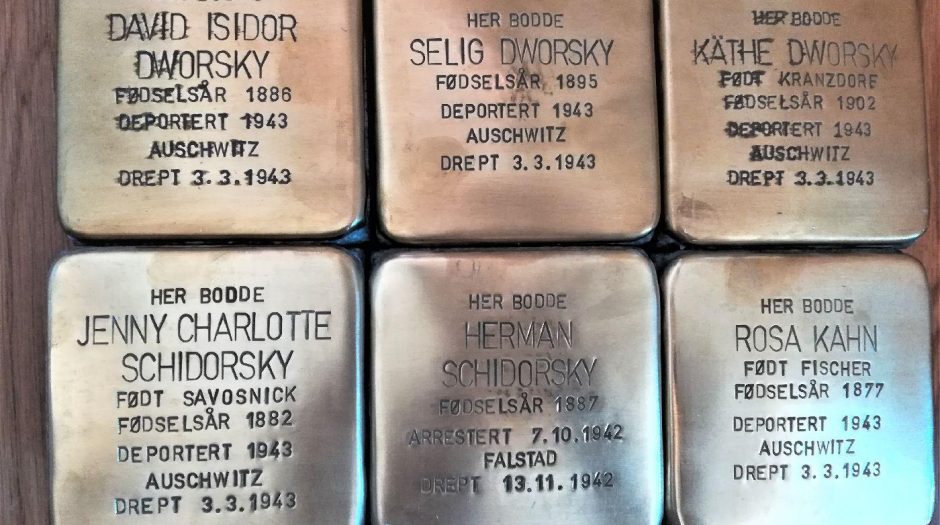 DAVID ISIDOR
DWORSKY
FØDSELSÅR 1886
DEPORTERT 1943
AUSCHWITZ
DREPT 3.3.1943
HER BODDE
SELIG DWORSKY
FØDSELSÅR 1895
DEPORTERT 1943
AUSCHWITZ
DREPT 3.3.1943
HER BODDE
KÄTHE DWORSKY
FØDT KRANZDORF
FØDSELSÅR 1902
DEPORTERT 1943
AUSCHWITZ
DREPT 3.3.1943
HER BODDE
JENNY CHARLOTTE
SCHIDORSKY
FØDT SAVOSNICK
FØDSELSÅR 1882
DEPORTERT 1943
AUSCHWITZ
DREPT 3.3.1943
HER BODDE
HERMAN
SCHIDORSKY
FØDSELSÅR 1887
ARRESTERT 7.10.1942
FALSTAD
DREPT 13.11.1942
HER BODDE
ROSA KAHN
FØDT FISCHER
FØDSELSÅR 1877
DEPORTERT 1943
AUSCHWITZ
DREPT 3.3.1943